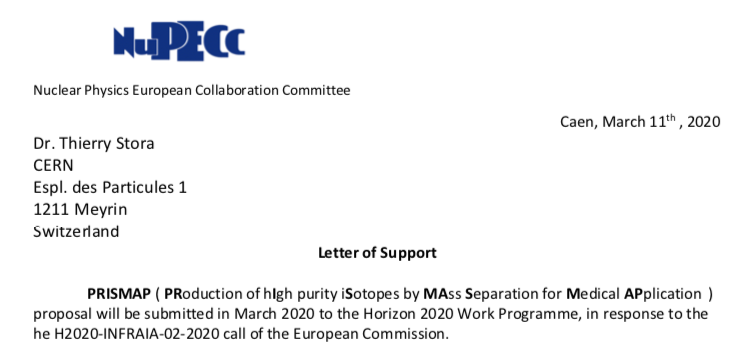 NuPECC
Nuclear Physics European Collaboration Committee
Caen, March 11th , 2020
Dr. Thierry Stora
CERN
Espl. des Particules 1
1211 Meyrin
Switzerland
Letter of Support
PRISMAP ( PRoduction of hIgh purity iSotopes by MAss Separation for Medical APplication )
proposal will be submitted in March 2020 to the Horizon 2020 Work Programme, in response to the
he H2020-INFRAIA-02-2020 call of the European Commission.